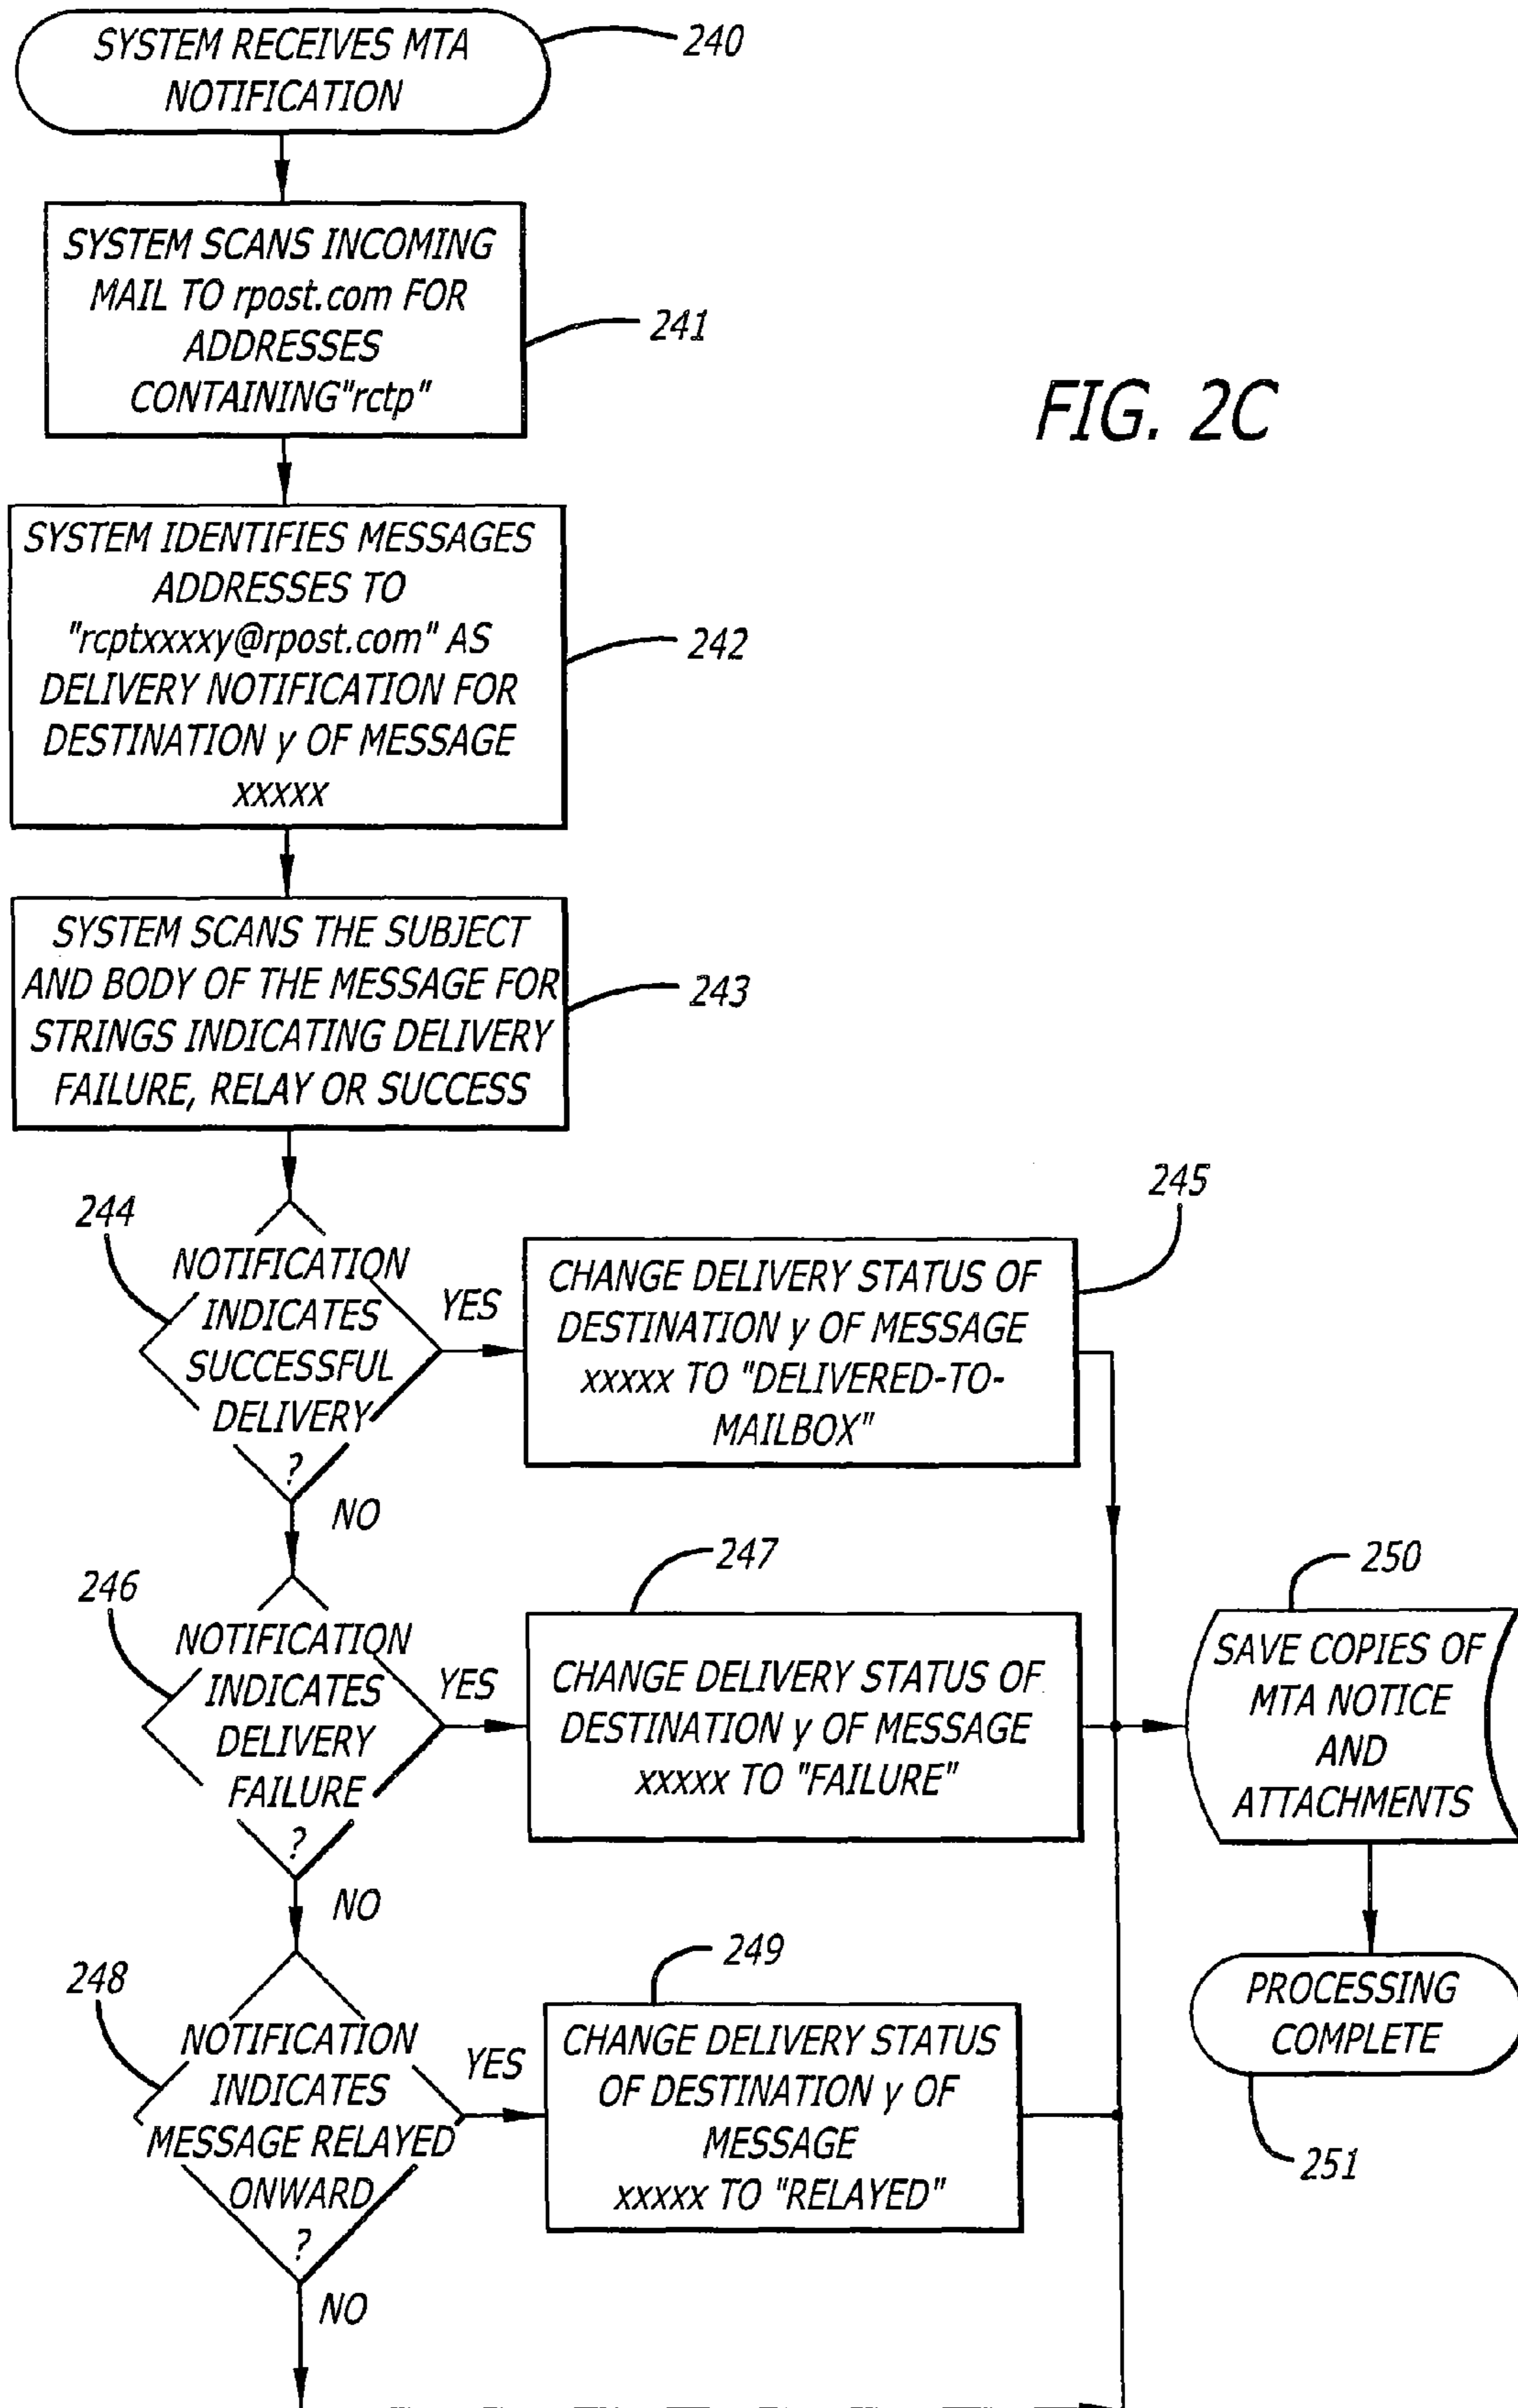 SYSTEM RECEIVES MTA
NOTIFICATION
240
SYSTEM SCANS INCOMING
MAIL TO rpost.com FOR
ADDRESSES
CONTAINING"rctp"
241
FIG. 2C
SYSTEM IDENTIFIES MESSAGES
ADDRESSES TO
"rcptxxxxy@rpost.com" AS
DELIVERY NOTIFICATION FOR
DESTINATION y OF MESSAGE
xxxxx
242
SYSTEM SCANS THE SUBJECT
AND BODY OF THE MESSAGE FOR
STRINGS INDICATING DELIVERY
FAILURE, RELAY OR SUCCESS
243
244
NOTIFICATION
INDICATES
SUCCESSFUL
DELIVERY
?
YES
NO
245
CHANGE DELIVERY STATUS OF
DESTINATION y OF MESSAGE
xxxxx TO "DELIVERED-TO-
MAILBOX"
246
NOTIFICATION
INDICATES
DELIVERY
FAILURE
?
YES
NO
247
CHANGE DELIVERY STATUS OF
DESTINATION y OF MESSAGE
xxxxx TO "FAILURE"
250
SAVE COPIES OF
MTA NOTICE
AND
ATTACHMENTS
248
NOTIFICATION
INDICATES
MESSAGE RELAYED
ONWARD
?
YES
NO
249
CHANGE DELIVERY STATUS
OF DESTINATION y OF
MESSAGE
xxxxx TO "RELAYED"
PROCESSING
COMPLETE
251